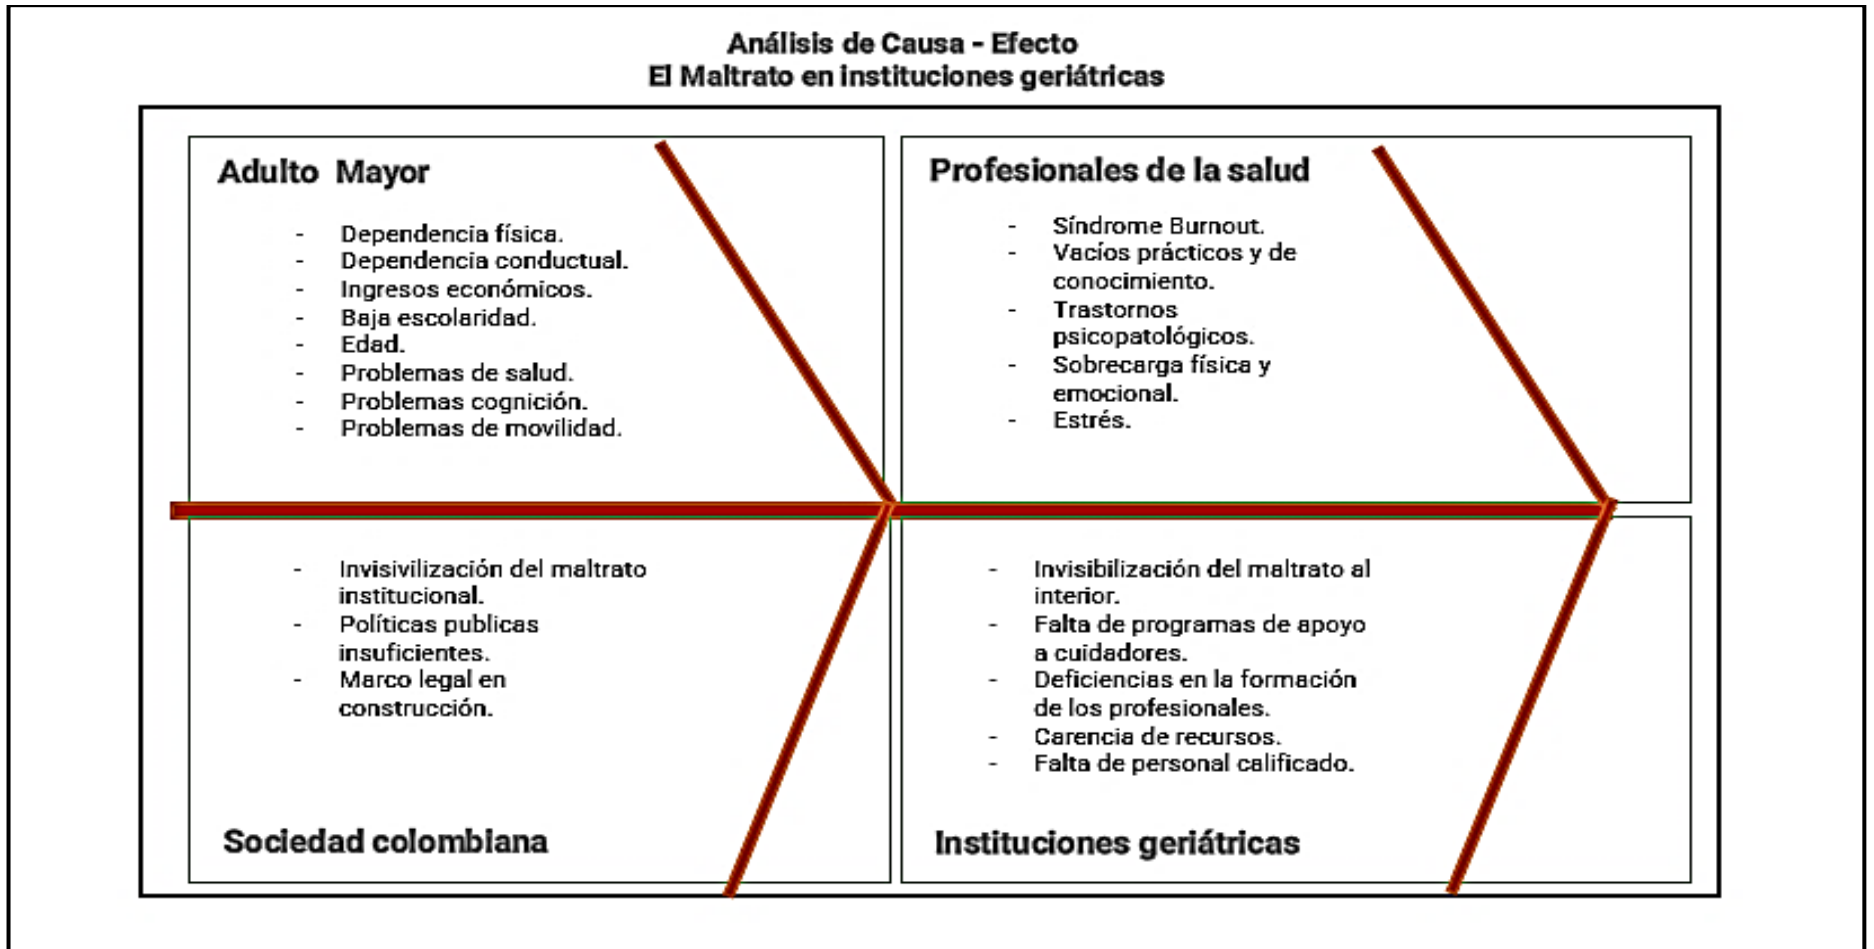 Análisis de Causa - Efecto
El Maltrato en instituciones geriátricas
Adulto Mayor
- Dependencia física.
- Dependencia conductual.
- Ingresos económicos.
- Baja escolaridad.
- Edad.
- Problemas de salud.
- Problemas cognición.
- Problemas de movilidad.
Profesionales de la salud
- Síndrome Burnout.
- Vacíos prácticos y de
conocimiento.
- Trastornos
psicopatológicos.
- Sobrecarga física y
emocional.
- Estrés.
- Invisivilización del maltrato
institucional.
- Políticas publicas
insuficientes.
- Marco legal en
construcción.
Sociedad colombiana
- Invisibilización del maltrato al
interior.
- Falta de programas de apoyo
a cuidadores.
- Deficiencias en la formación
de los profesionales.
- Carencia de recursos.
- Falta de personal calificado.
Instituciones geriátricas